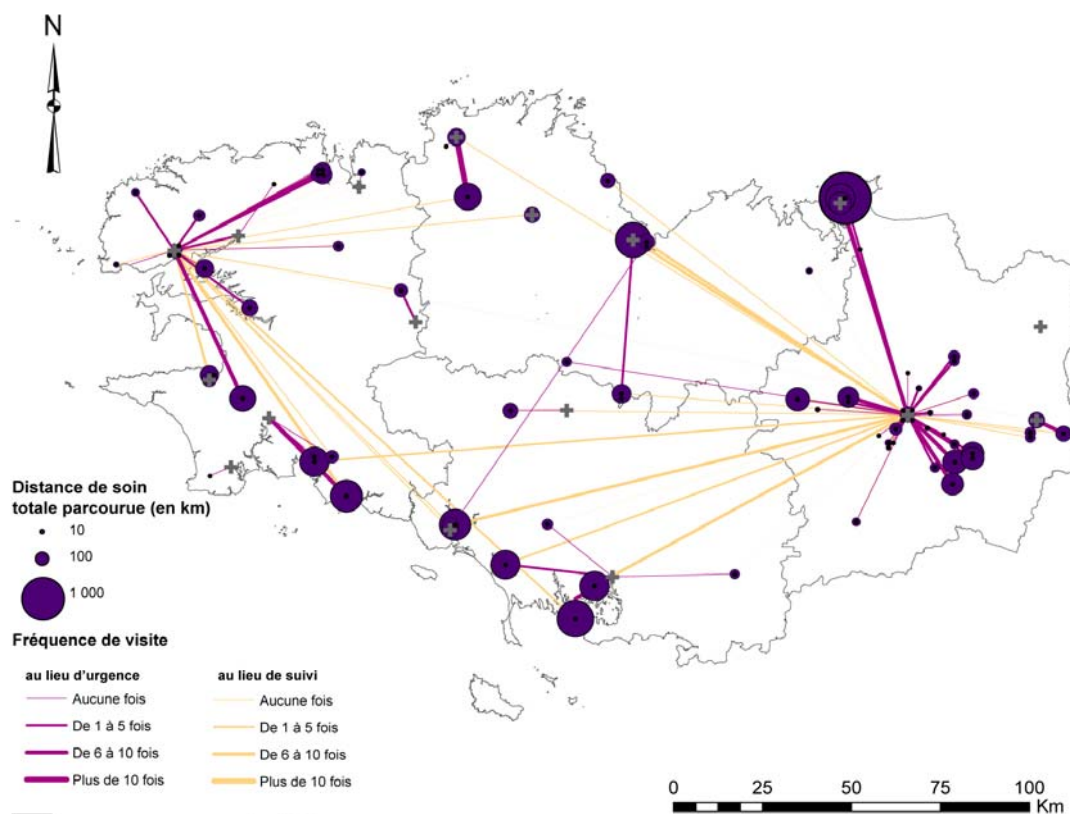 N
Distance de soin
totale parcourue (en km)
10
100
1 000
Fréquence de visite
au lieu d'urgence
Aucune fois
De 1 à 5 fois
De 6 à 10 fois
Plus de 10 fois
au lieu de suivi
Aucune fois
De 1 à 5 fois
De 6 à 10 fois
Plus de 10 fois
0 25 50 75 100
Km